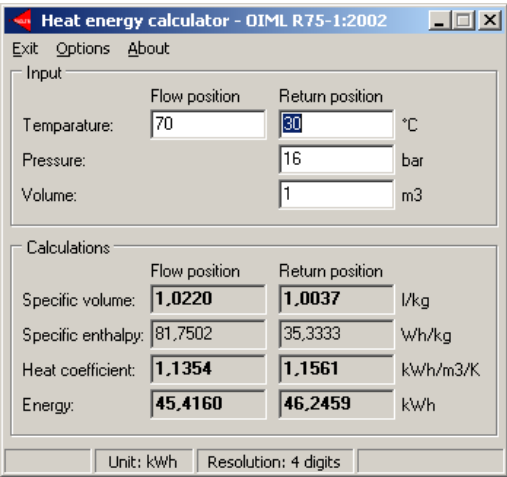 Heat energy calculator - OIML R75-1:2002
Exit Options About
Input
Flow position Return position
Temparature: 70 30 °C
Pressure: 16 bar
Volume: 1 m3
Calculations
Flow position Return position
Specific volume: 1,0220 1,0037 l/kg
Specific enthalpy: 81,7502 35,3333 Wh/kg
Heat coefficient: 1,1354 1,1561 kWh/m3/K
Energy: 45,4160 46,2459 kWh
Unit: kWh Resolution: 4 digits